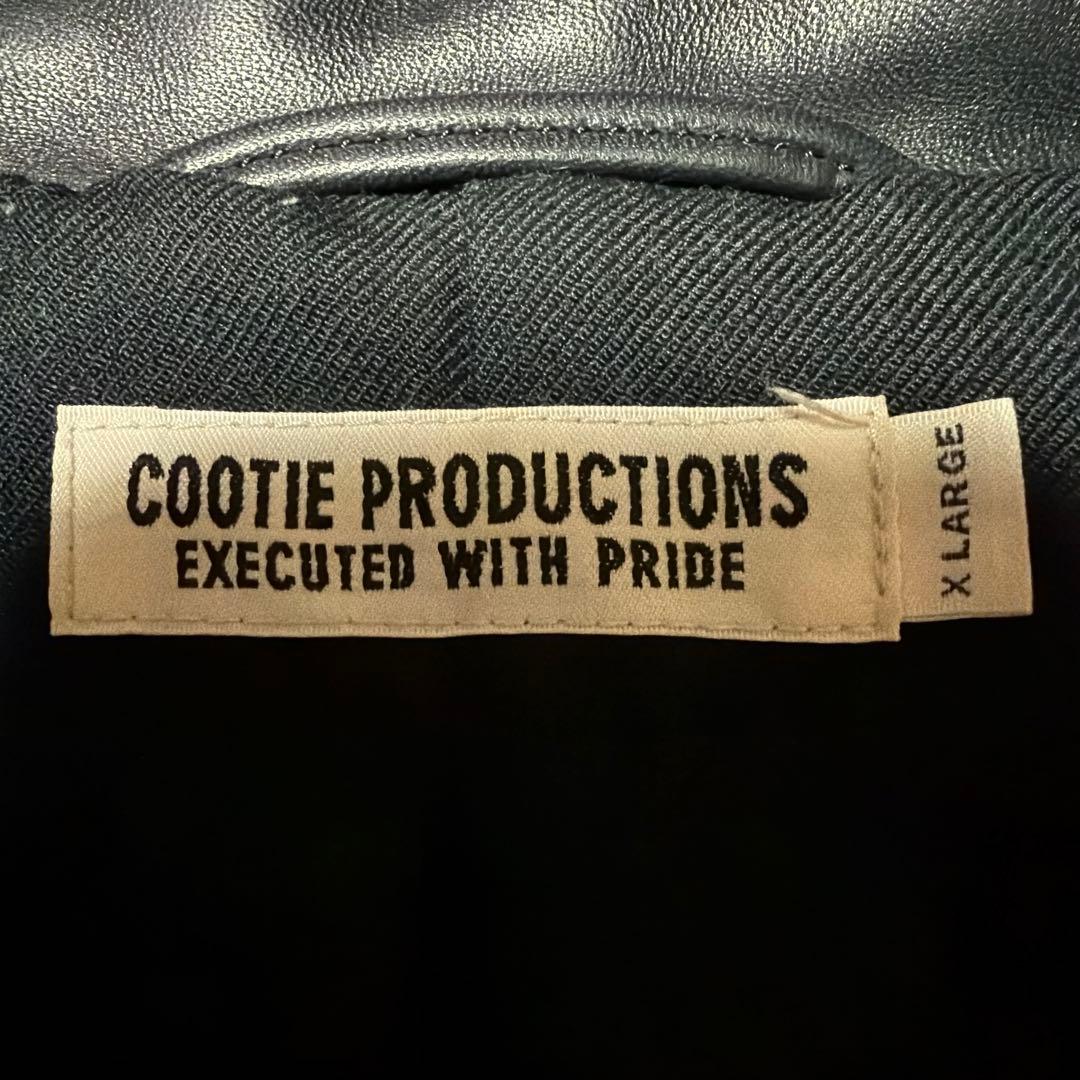 COOTIE PRODUCTIONS
EXECUTED WITH PRIDE
X LARGE